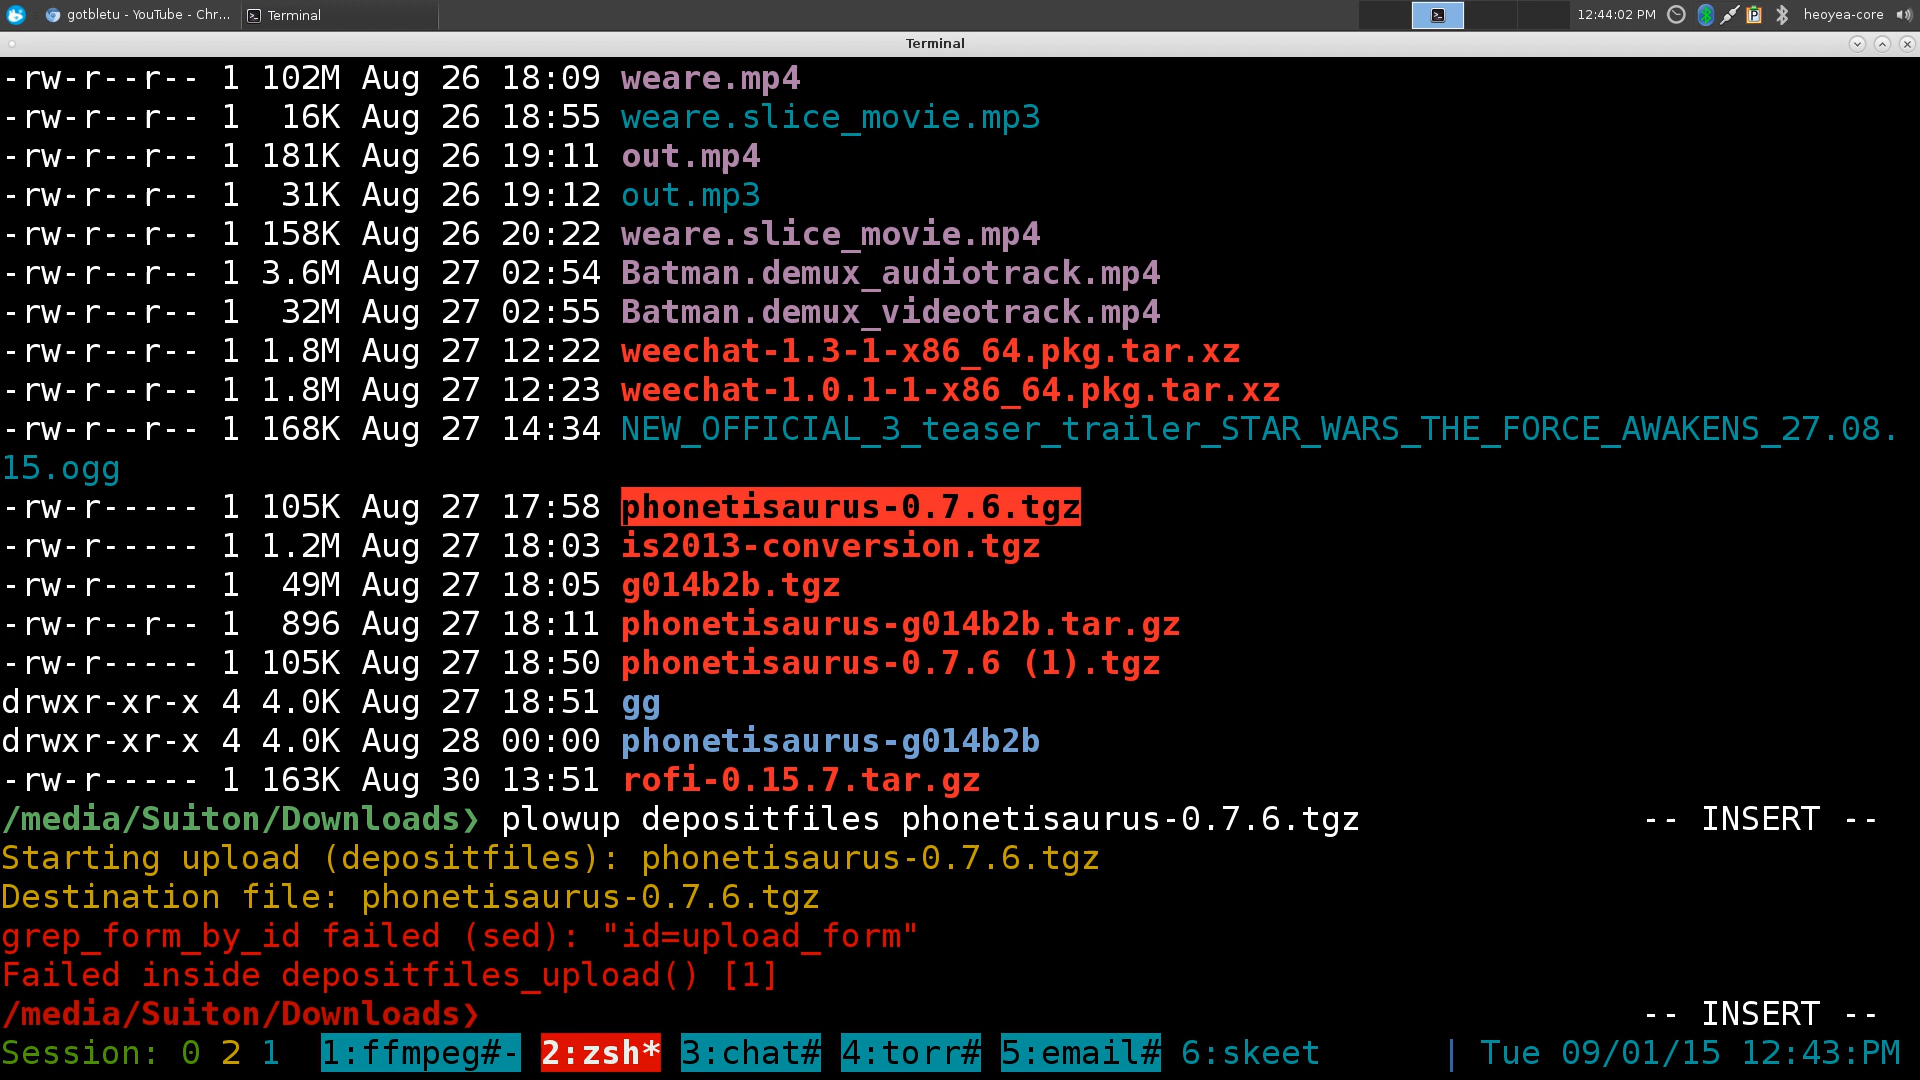 gotbletu - YouTube - Chr... Terminal 12:44:02 PM heoyea-core
Terminal
-rw-r--r-- 1 102M Aug 26 18:09 weare.mp4
-rw-r--r-- 1  16K Aug 26 18:55 weare.slice_movie.mp3
-rw-r--r-- 1 181K Aug 26 19:11 out.mp4
-rw-r--r-- 1  31K Aug 26 19:12 out.mp3
-rw-r--r-- 1 158K Aug 26 20:22 weare.slice_movie.mp4
-rw-r--r-- 1 3.6M Aug 27 02:54 Batman.demux_audiotrack.mp4
-rw-r--r-- 1  32M Aug 27 02:55 Batman.demux_videotrack.mp4
-rw-r--r-- 1 1.8M Aug 27 12:22 weechat-1.3-1-x86_64.pkg.tar.xz
-rw-r--r-- 1 1.8M Aug 27 12:23 weechat-1.0.1-1-x86_64.pkg.tar.xz
-rw-r--r-- 1 168K Aug 27 14:34 NEW_OFFICIAL_3_teaser_trailer_STAR_WARS_THE_FORCE_AWAKENS_27.08.
15.ogg
-rw-r----- 1 105K Aug 27 17:58 phonetisaurus-0.7.6.tgz
-rw-r----- 1 1.2M Aug 27 18:03 is2013-conversion.tgz
-rw-r----- 1  49M Aug 27 18:05 g014b2b.tgz
-rw-r--r-- 1  896 Aug 27 18:11 phonetisaurus-g014b2b.tar.gz
-rw-r----- 1 105K Aug 27 18:50 phonetisaurus-0.7.6 (1).tgz
drwxr-xr-x 4 4.0K Aug 27 18:51 gg
drwxr-xr-x 4 4.0K Aug 28 00:00 phonetisaurus-g014b2b
-rw-r----- 1 163K Aug 30 13:51 rofi-0.15.7.tar.gz
/media/Suiton/Downloads❯ plowup depositfiles phonetisaurus-0.7.6.tgz -- INSERT --
Starting upload (depositfiles): phonetisaurus-0.7.6.tgz
Destination file: phonetisaurus-0.7.6.tgz
grep_form_by_id failed (sed): "id=upload_form"
Failed inside depositfiles_upload() [1]
/media/Suiton/Downloads❯ -- INSERT --
Session: 0 2 1 1:ffmpeg#- 2:zsh* 3:chat# 4:torr# 5:email# 6:skeet | Tue 09/01/15 12:43:PM